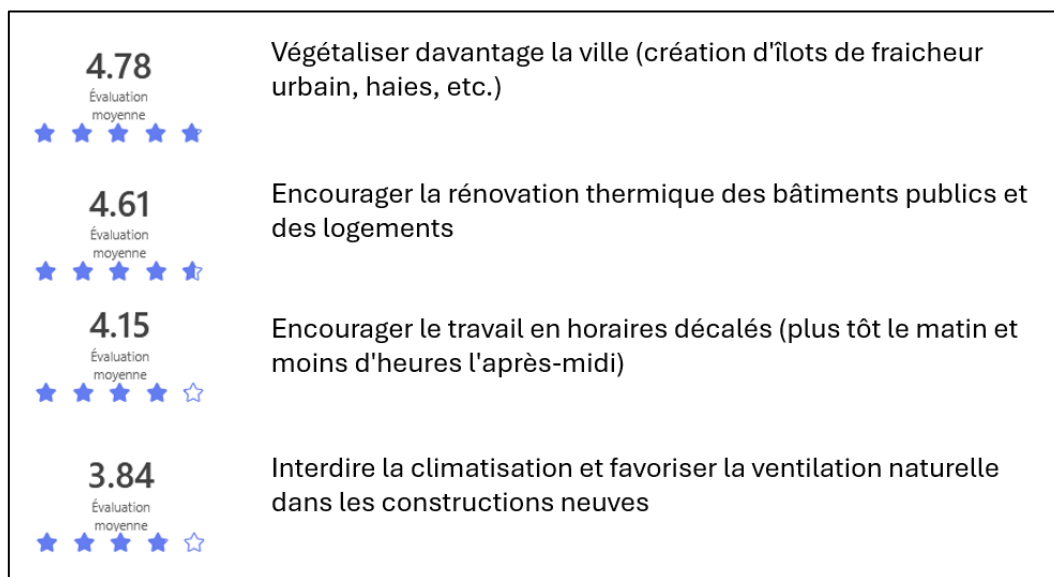 4.78
Évaluation
moyenne
Végétaliser davantage la ville (création d'îlots de fraicheur
urbain, haies, etc.)
4.61
Évaluation
moyenne
Encourager la rénovation thermique des bâtiments publics et
des logements
4.15
Évaluation
moyenne
Encourager le travail en horaires décalés (plus tôt le matin et
moins d'heures l'après-midi)
3.84
Évaluation
moyenne
Interdire la climatisation et favoriser la ventilation naturelle
dans les constructions neuves